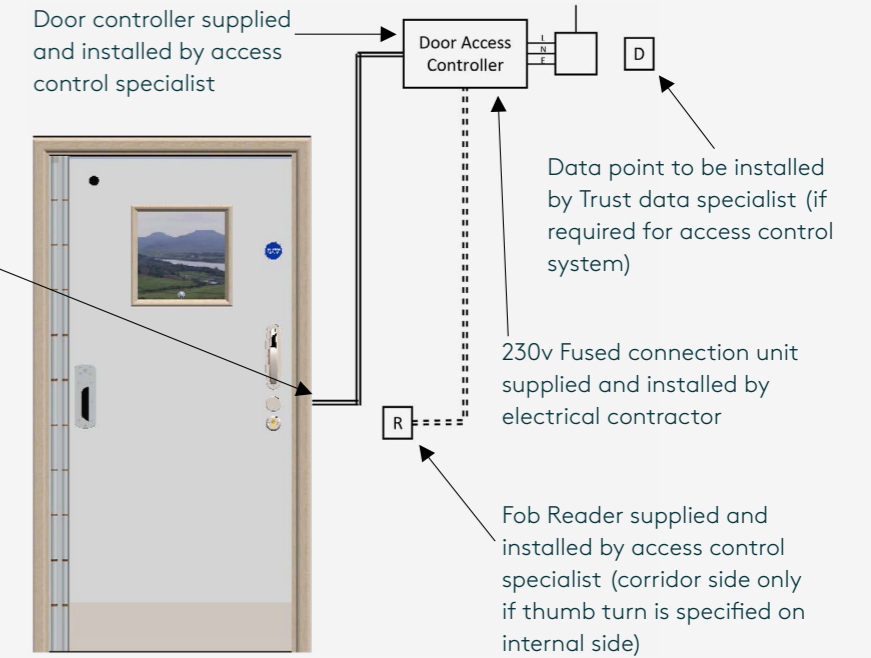 Door controller supplied
and installed by access
control specialist
Door Access
Controller
L
N
E
D
Data point to be installed
by Trust data specialist (if
required for access control
system)
230v Fused connection unit
supplied and installed by
electrical contractor
R
Fob Reader supplied and
installed by access control
specialist (corridor side only
if thumb turn is specified on
internal side)